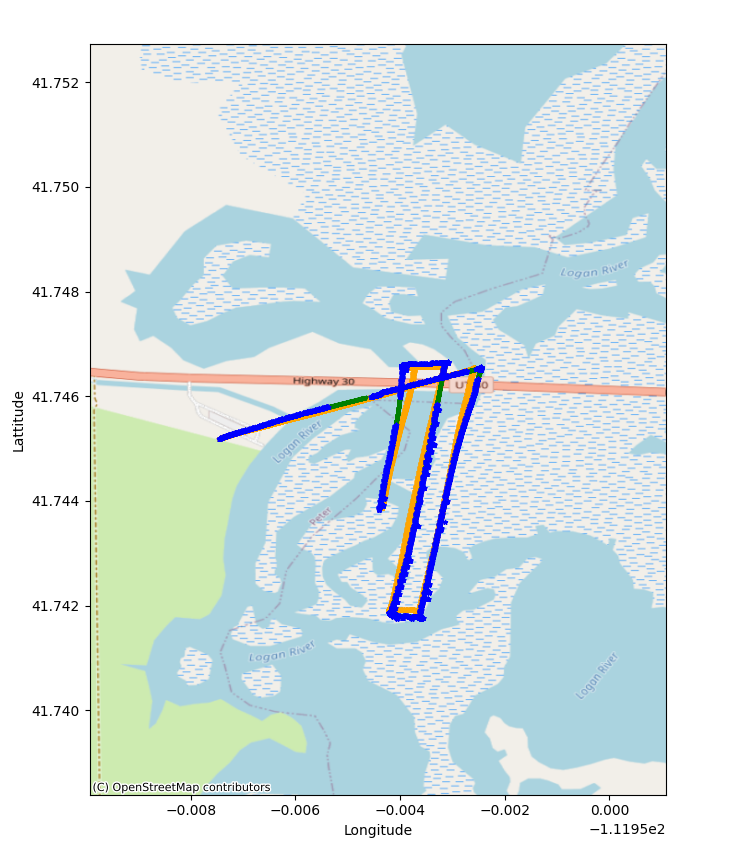 41.752
41.750
41.748
41.746
41.744
41.742
41.740
Lattitude
Logan River
Highway 30
Logan River
Peter
Logan River
Logan River
(C) OpenStreetMap contributors
−0.008
−0.006
−0.004
−0.002
0.000
Longitude
−1.1195e2